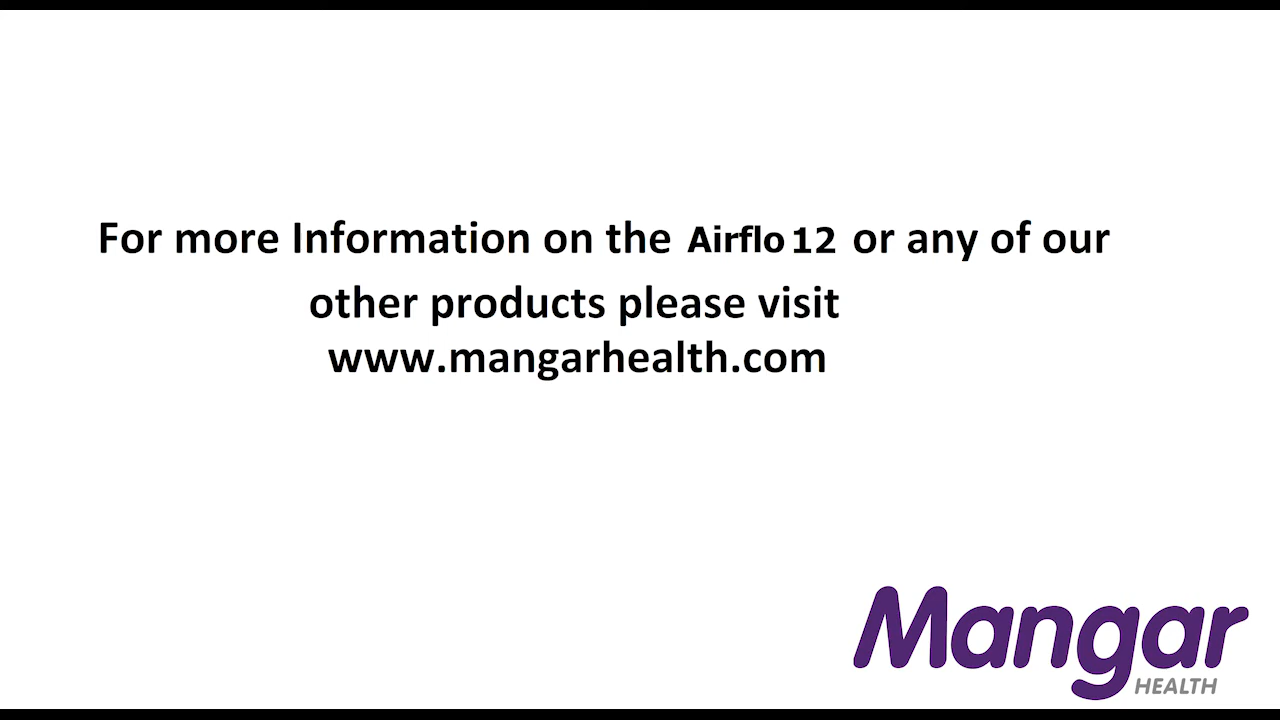 For more Information on the Airflo 12 or any of our
other products please visit
www.mangarhealth.com
Mangar
HEALTH